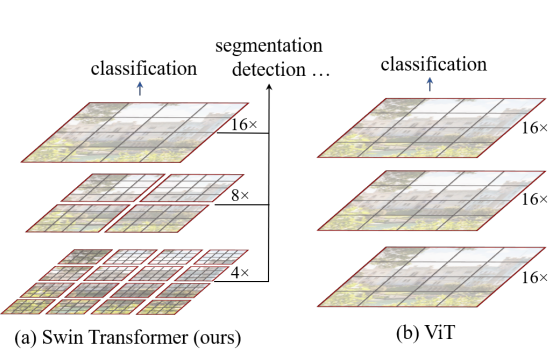 segmentation
classification
detection ...
classification
16×
16×
8×
16×
4×
16×
(a) Swin Transformer (ours)
(b) ViT